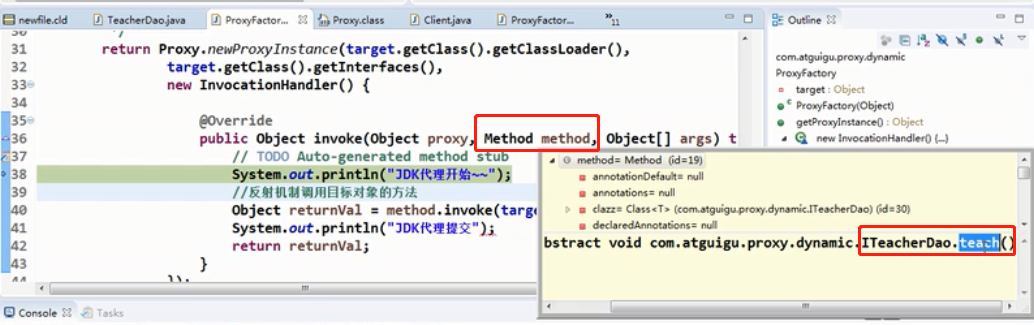 newfile.cld TeacherDao.java ProxyFactor... Proxy.class Client.java ProxyFactor... »11
Outline
31 return Proxy.newProxyInstance(target.getClass().getClassLoader(),
32 target.getClass().getInterfaces(),
33 new InvocationHandler() {
34
35 @Override
36 public Object invoke(Object proxy, Method method, Object[] args) t
37 // TODO Auto-generated method stub
38 System.out.println("JDK代理开始~~");
39 //反射机制调用目标对象的方法
40 Object returnVal = method.invoke(targe
41 System.out.println("JDK代理提交");
42 return returnVal;
43 }
44 });
com.atguigu.proxy.dynamic
ProxyFactory
target : Object
ProxyFactory(Object)
getProxyInstance() : Object
new InvocationHandler() {...}
method= Method (id=19)
annotationDefault= null
annotations= null
clazz= Class<T> (com.atguigu.proxy.dynamic.ITeacherDao) (id=30)
declaredAnnotations= null
bstract void com.atguigu.proxy.dynamic.ITeacherDao.teach()
Console Tasks